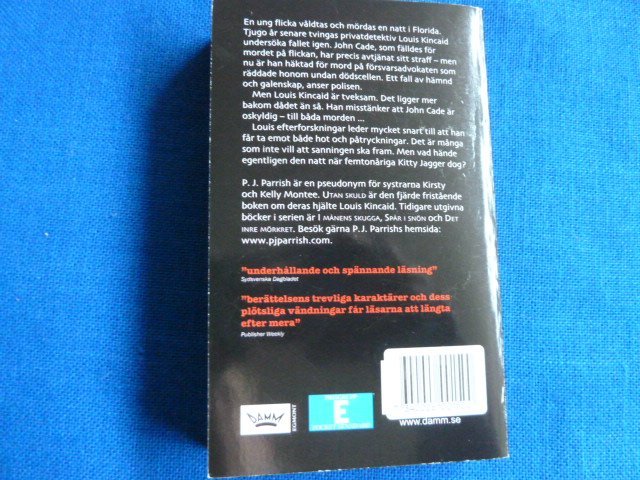 En ung flicka våldtas och mördas en natt i Florida.
Tjugo år senare tvingas privatdetektiv Louis Kincaid
undersöka fallet igen. John Cade, som fälldes för
mordet på flickan, har precis avtjänat sitt straff – men
nu är han häktad för mord på försvarsadvokaten som
räddade honom undan dödscellen. Ett fall av hämnd
och galenskap, anser polisen.
Men Louis Kincaid är tveksam. Det ligger mer
bakom dådet än så. Han misstänker att John Cade är
oskyldig – till båda morden ...
Louis efterforskningar leder mycket snart till att han
får ta emot både hot och påtryckningar. Det är många
som inte vill att sanningen ska fram. Men vad hände
egentligen den natt när femtonåriga Kitty Jagger dog?
P. J. Parrish är en pseudonym för systrarna Kirsty
och Kelly Montee. UTAN SKULD är den fjärde fristående
boken om deras hjälte Louis Kincaid. Tidigare utgivna
böcker i serien är I MÅNENS SKUGGA, SPÅR I SNÖN och DET
INRE MÖRKRET. Besök gärna P. J. Parrishs hemsida:
www.pjparrish.com.
"underhållande och spännande läsning"
Sydsvenska Dagbladet
"berättelsens trevliga karaktärer och dess
plötsliga vändningar får läsarna att längta
efter mera"
Publisher Weekly
DAMM
EGMONT
E
www.damm.se